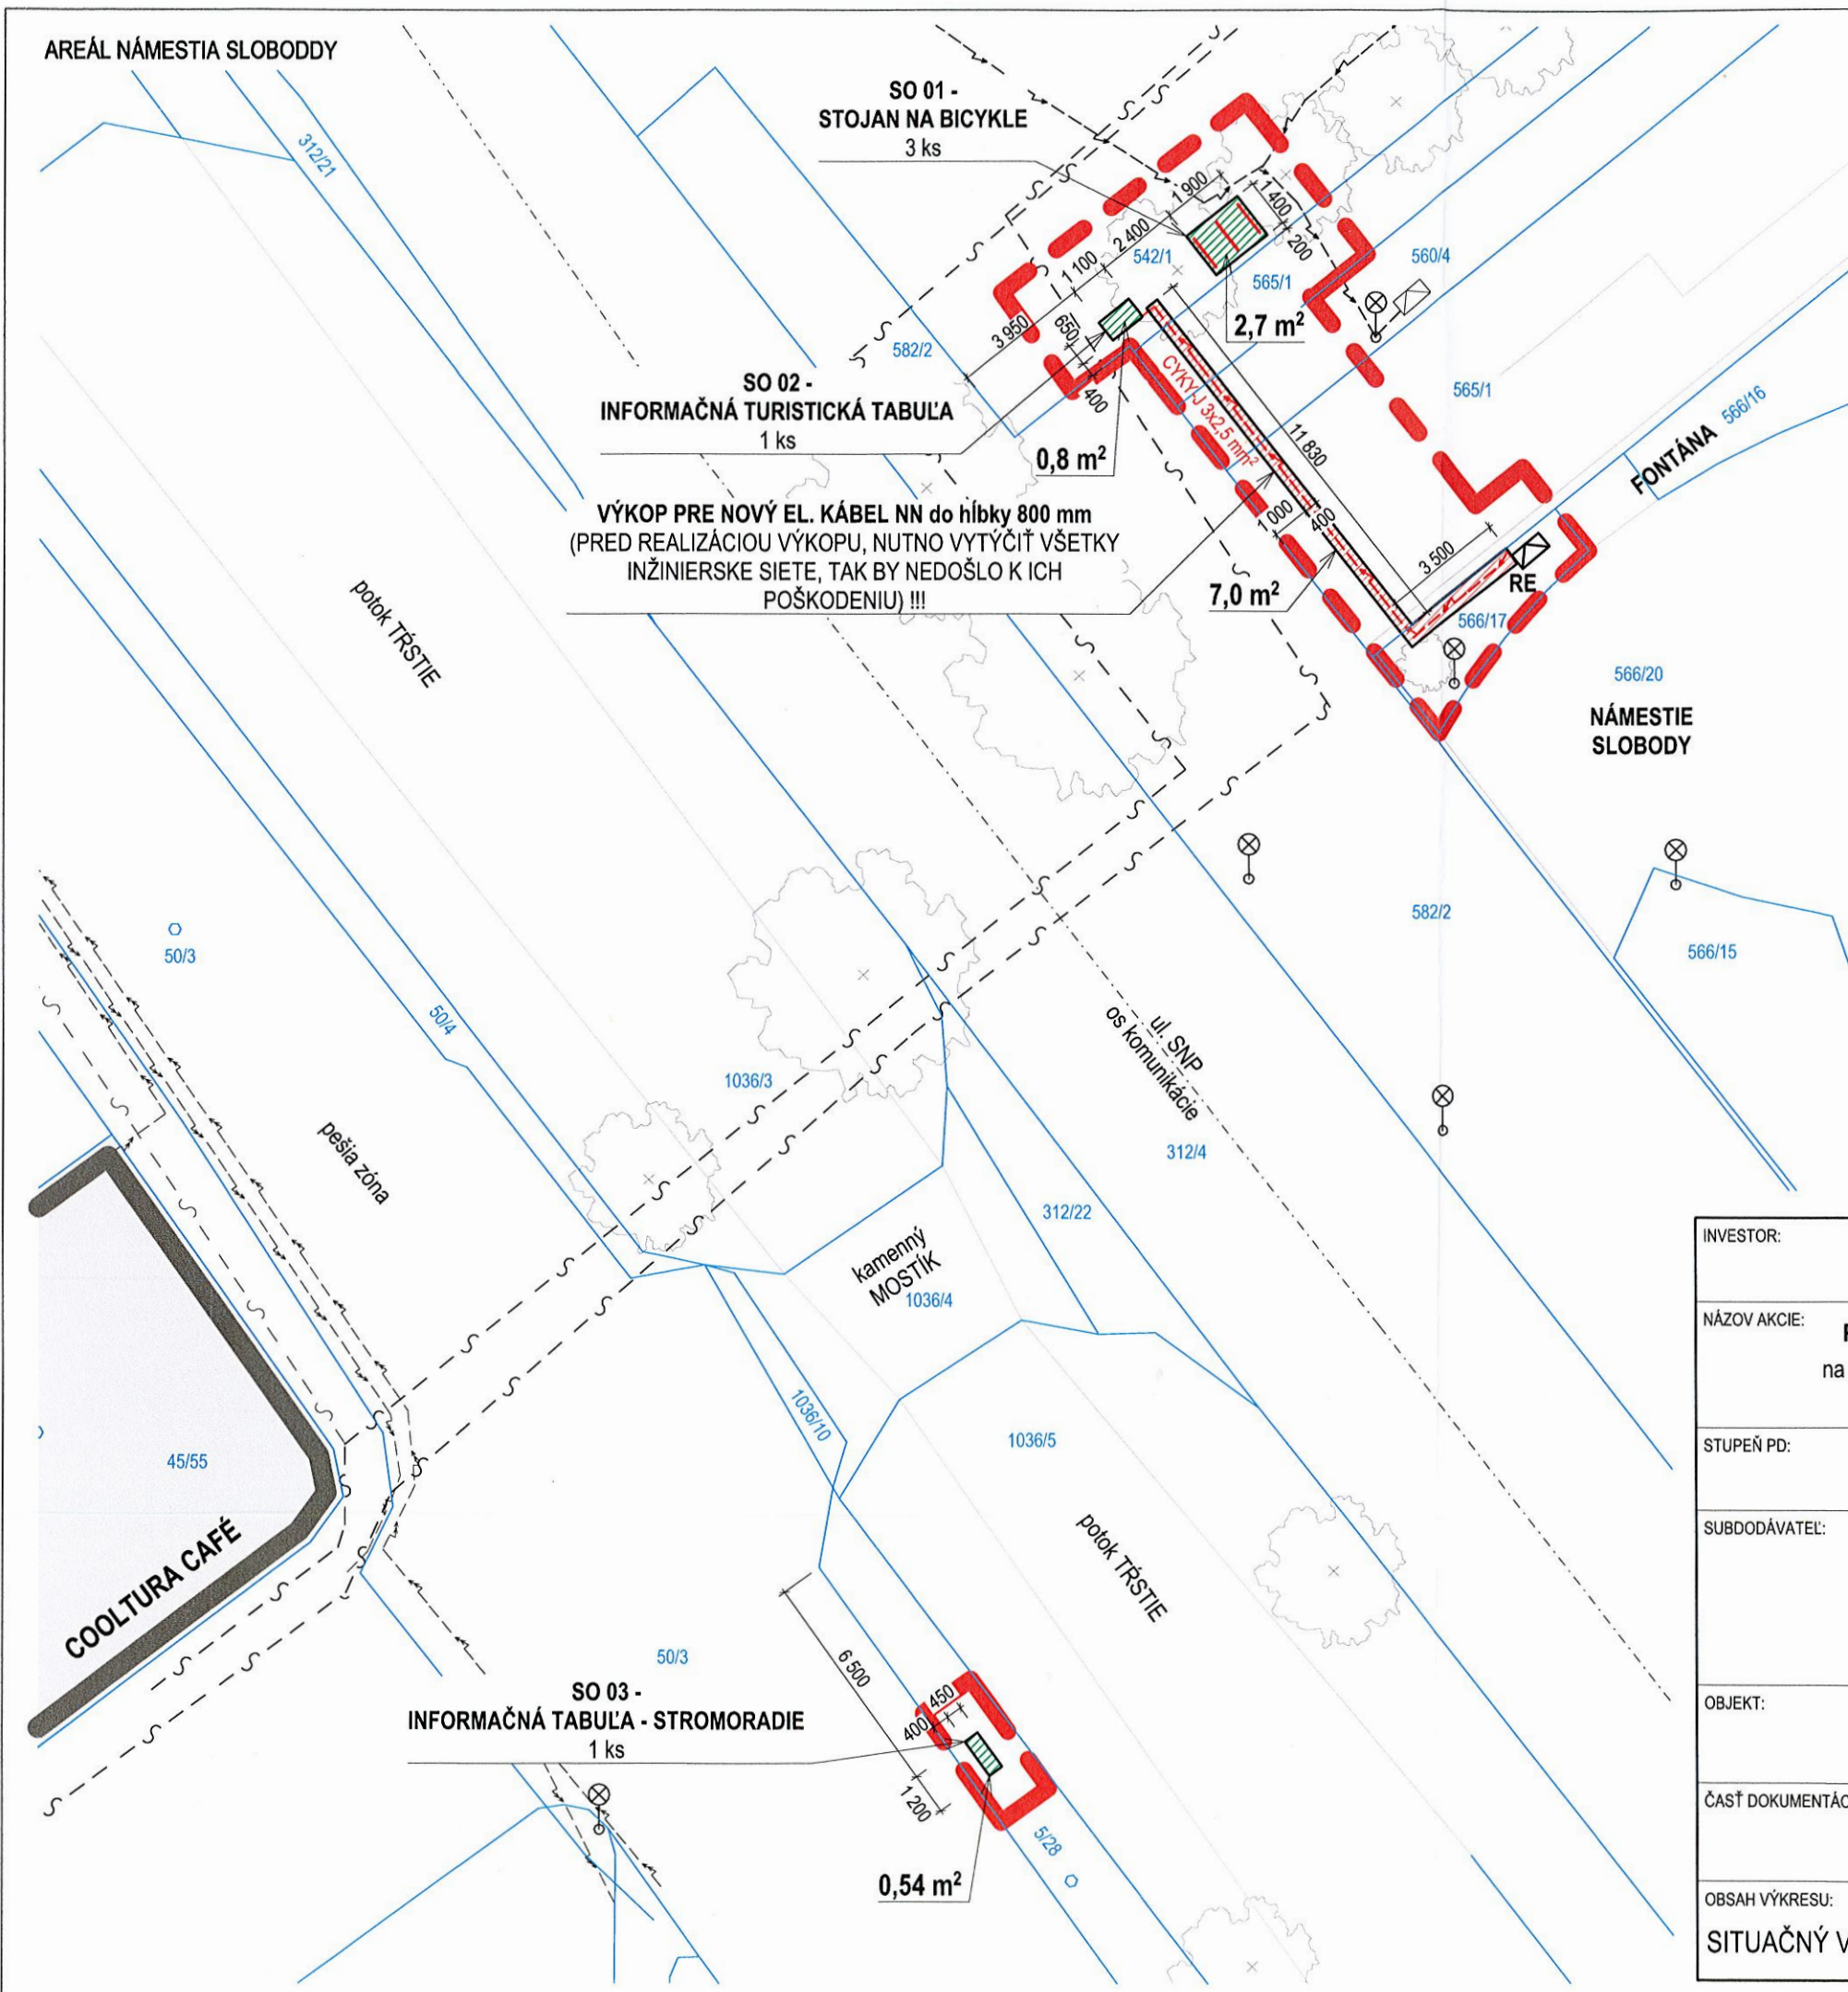 AREÁL NÁMESTIA SLOBODDY
312/21
SO 01 -
STOJAN NA BICYKLE
3 ks
1 900
1 400
200
2 400
1 100
542/1
565/1
560/4
2,7 m²
3 950
650
400
582/2
SO 02 -
INFORMAČNÁ TURISTICKÁ TABUĽA
1 ks
0,8 m²
CYKY-J 3x2,5 mm²
11 830
565/1
566/16
FONTÁNA
VÝKOP PRE NOVÝ EL. KÁBEL NN do hĺbky 800 mm
(PRED REALIZÁCIOU VÝKOPU, NUTNO VYTÝČIŤ VŠETKY
INŽINIERSKE SIETE, TAK BY NEDOŠLO K ICH
POŠKODENIU) !!!
1 000
400
3 500
RE
7,0 m²
566/17
566/20
NÁMESTIE
SLOBODY
potok TŔSTIE
582/2
566/15
50/3
50/4
ul. SNP
os komunikácie
1036/3
312/4
pešia zóna
312/22
kamenný
MOSTÍK
1036/4
INVESTOR:
NÁZOV AKCIE:
na
1036/10
1036/5
STUPEŇ PD:
45/55
COOLTURA CAFÉ
potok TŔSTIE
SUBDODÁVATEĽ:
50/3
6 500
SO 03 -
INFORMAČNÁ TABUĽA - STROMORADIE
1 ks
450
400
1 200
OBJEKT:
5/28
0,54 m²
ČASŤ DOKUMENTÁC
OBSAH VÝKRESU:
SITUAČNÝ V